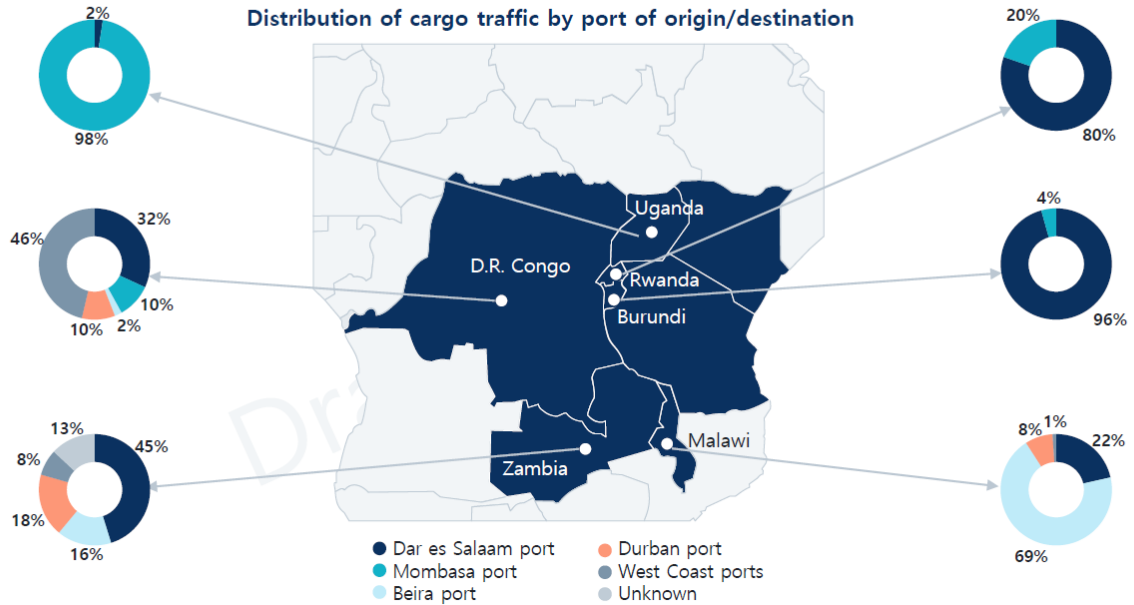 Distribution of cargo traffic by port of origin/destination
2%
98%
20%
80%
46%
32%
10%
2%
10%
4%
96%
13%
45%
8%
18%
16%
8%
1%
22%
69%
Uganda
D.R. Congo
Rwanda
Burundi
Malawi
Zambia
Dra
Dar es Salaam port
Mombasa port
Beira port
Durban port
West Coast ports
Unknown